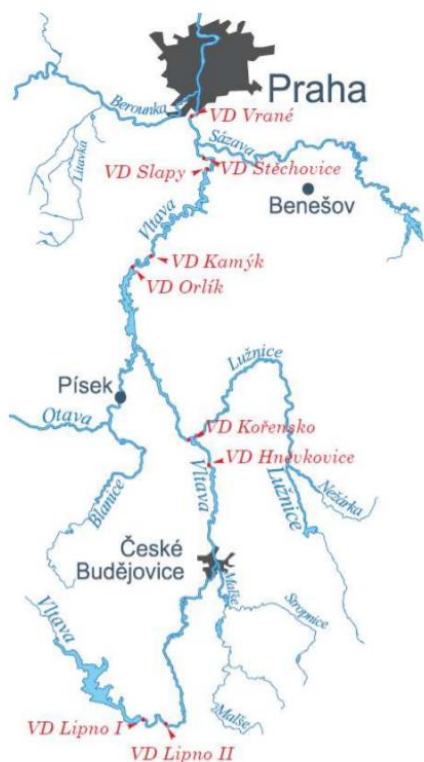 Praha
Berounka
VD Vrané
Sázava
Litavka
VD Slapy
VD Štěchovice
Benešov
Vltava
VD Kamýk
VD Orlík
Lužnice
Písek
Otava
VD Kořensko
VD Hněvkovice
Vltava
Nežárka
Lužnice
Blanice
České
Budějovice
Malše
Stropnice
Vltava
Malše
VD Lipno I
VD Lipno II